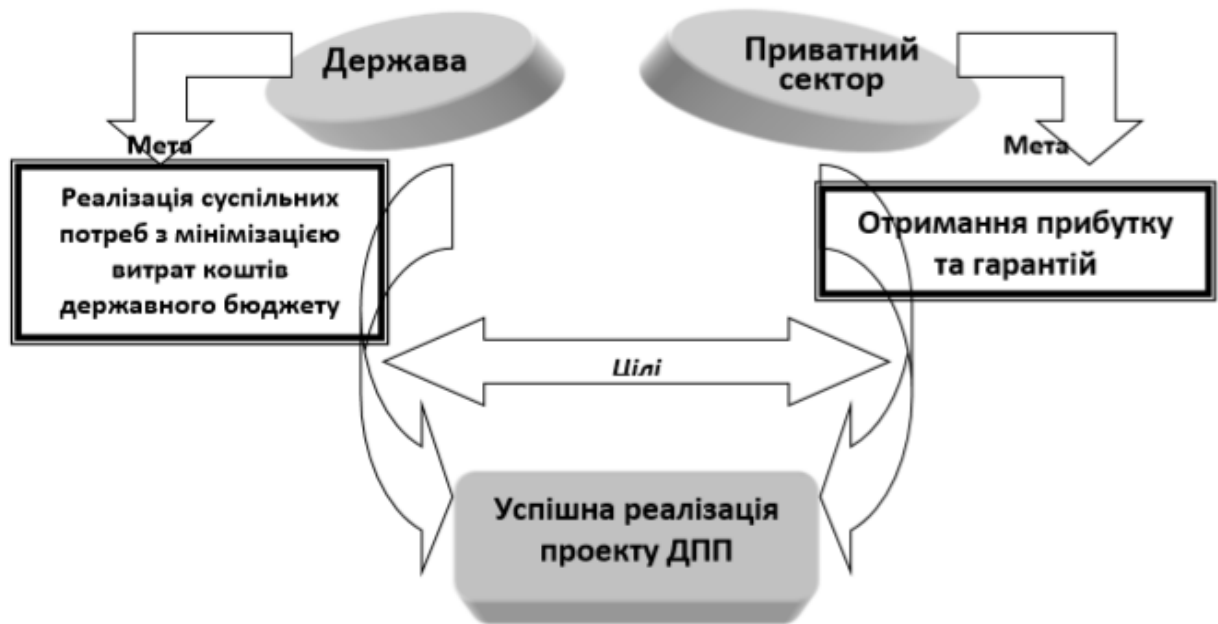 Держава
Приватний
сектор
Мета
Мета
Реалізація суспільних
потреб з мінімізацією
витрат коштів
державного бюджету
Отримання прибутку
та гарантій
Цілі
Успішна реалізація
проекту ДПП